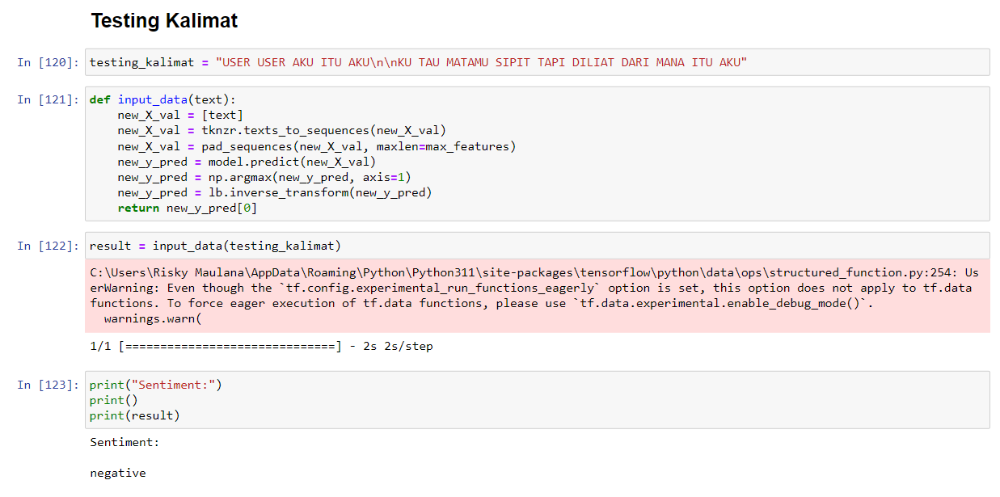 Testing Kalimat
In [120]: testing_kalimat = "USER USER AKU ITU AKU\n\nKU TAU MATAMU SIPIT TAPI DILIAT DARI MANA ITU AKU"
In [121]: def input_data(text):
    new_X_val = [text]
    new_X_val = tknzr.texts_to_sequences(new_X_val)
    new_X_val = pad_sequences(new_X_val, maxlen=max_features)
    new_y_pred = model.predict(new_X_val)
    new_y_pred = np.argmax(new_y_pred, axis=1)
    new_y_pred = lb.inverse_transform(new_y_pred)
    return new_y_pred[0]
In [122]: result = input_data(testing_kalimat)
C:\Users\Risky Maulana\AppData\Roaming\Python\Python311\site-packages\tensorflow\python\data\ops\structured_function.py:254: Us
erWarning: Even though the `tf.config.experimental_run_functions_eagerly` option is set, this option does not apply to tf.data
functions. To force eager execution of tf.data functions, please use `tf.data.experimental.enable_debug_mode()`.
  warnings.warn(
1/1 [==============================] - 2s 2s/step
In [123]: print("Sentiment:")
print()
print(result)
Sentiment:
negative